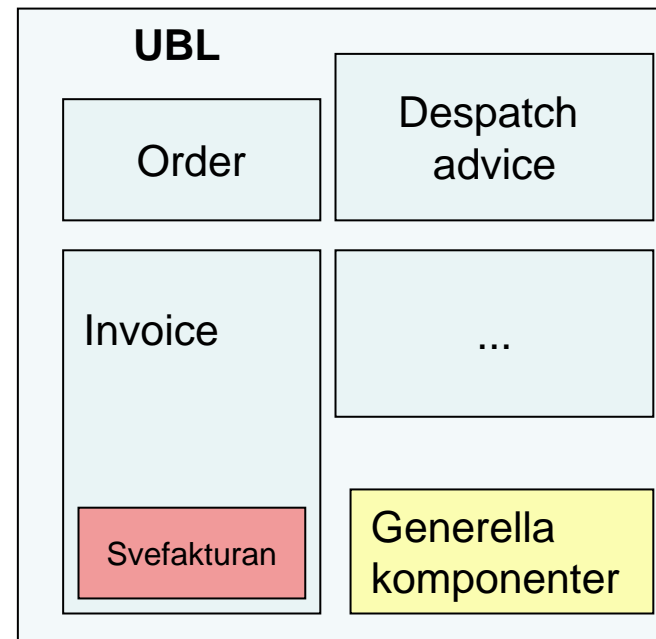 UBL
Order
Despatch
advice
Invoice
...
Svefakturan
Generella
komponenter